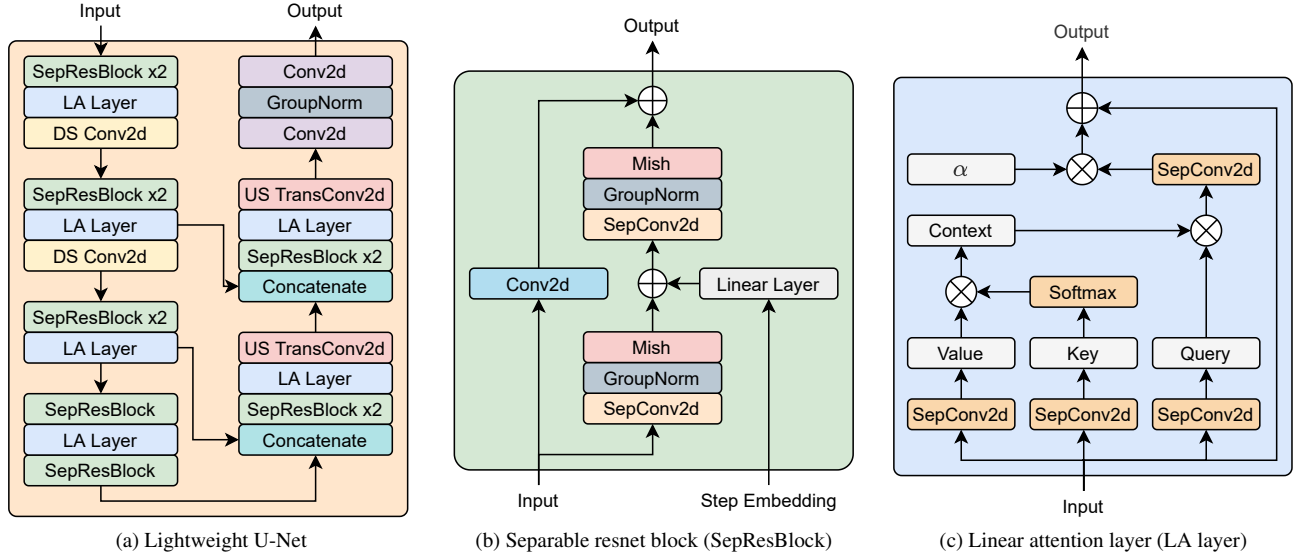 Input
Output
SepResBlock x2
LA Layer
DS Conv2d
SepResBlock x2
LA Layer
DS Conv2d
SepResBlock x2
LA Layer
SepResBlock
LA Layer
SepResBlock
Conv2d
GroupNorm
Conv2d
US TransConv2d
LA Layer
SepResBlock x2
Concatenate
US TransConv2d
LA Layer
SepResBlock x2
Concatenate
(a) Lightweight U-Net
Output
Mish
GroupNorm
SepConv2d
Conv2d
Linear Layer
Mish
GroupNorm
SepConv2d
Input
Step Embedding
(b) Separable resnet block (SepResBlock)
Output
α
SepConv2d
Context
Softmax
Value
Key
Query
SepConv2d
SepConv2d
SepConv2d
Input
(c) Linear attention layer (LA layer)